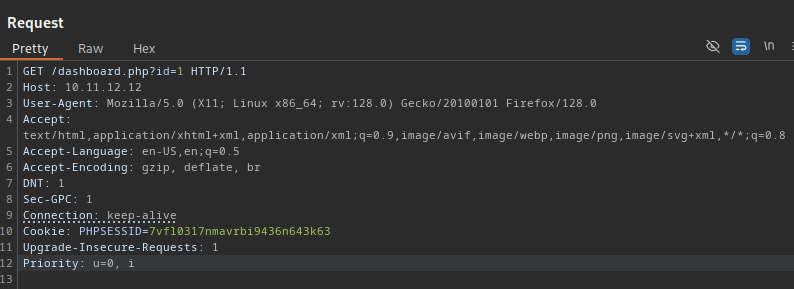 Request
Pretty Raw Hex \n
1 GET /dashboard.php?id=1 HTTP/1.1
2 Host: 10.11.12.12
3 User-Agent: Mozilla/5.0 (X11; Linux x86_64; rv:128.0) Gecko/20100101 Firefox/128.0
4 Accept:
text/html,application/xhtml+xml,application/xml;q=0.9,image/avif,image/webp,image/png,image/svg+xml,*/*;q=0.8
5 Accept-Language: en-US,en;q=0.5
6 Accept-Encoding: gzip, deflate, br
7 DNT: 1
8 Sec-GPC: 1
9 Connection: keep-alive
10 Cookie: PHPSESSID=7vfl0317nmavrbi9436n643k63
11 Upgrade-Insecure-Requests: 1
12 Priority: u=0, i
13